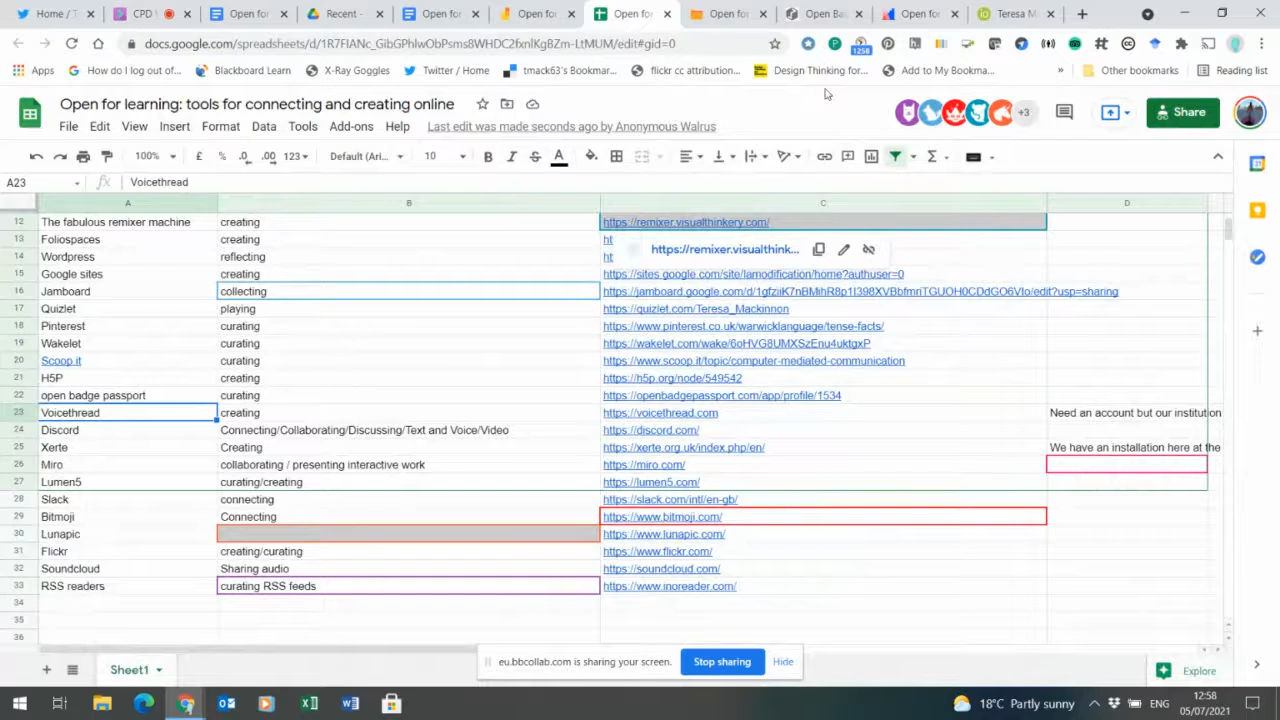 Home / T
CPD
Open for
Recent -
Open for
Open for
Open for
Open for
Open Ba
Open for
Teresa M
docs.google.com/spreadsheets/d/
/edit#gid=0
1258
Apps
How do I log out of...
Blackboard Learn
X-Ray Goggles
Twitter / Home
tmack63's Bookmar...
flickr cc attribution...
Design Thinking for...
Add to My Bookma...
»
Other bookmarks
Reading list
Open for learning: tools for connecting and creating online
+3
Share
File Edit View Insert Format Data Tools Add-ons Help
Last edit was made seconds ago by Anonymous Walrus
100% £ % .0 .00 123 Default (Ari... 10 B I S A Σ
A23 fx Voicethread
A B C D
12 The fabulous remixer machine creating https://remixer.visualthinkery.com/
13 Foliospaces creating ht
https://remixer.visualthink...
14 Wordpress reflecting ht
15 Google sites creating https://sites.google.com/site/lamodification/home?authuser=0
16 Jamboard collecting
17 Quizlet playing https://quizlet.com/Teresa_Mackinnon
18 Pinterest curating https://www.pinterest.co.uk/warwicklanguage/tense-facts/
19 Wakelet curating https://wakelet.com/wake/6oHVG8UMXSzEnu4uktgxP
20 Scoop.it curating https://www.scoop.it/topic/computer-mediated-communication
21 H5P creating https://h5p.org/node/549542
22 open badge passport curating https://openbadgepassport.com/app/profile/1534
23 Voicethread creating https://voicethread.com Need an account but our institution
24 Discord Connecting/Collaborating/Discussing/Text and Voice/Video https://discord.com/
25 Xerte Creating https://xerte.org.uk/index.php/en/ We have an installation here at the
26 Miro collaborating / presenting interactive work https://miro.com/
27 Lumen5 curating/creating https://lumen5.com/
28 Slack connecting https://slack.com/intl/en-gb/
29 Bitmoji Connecting https://www.bitmoji.com/
30 Lunapic https://www.lunapic.com/
31 Flickr creating/curating https://www.flickr.com/
32 Soundcloud Sharing audio https://soundcloud.com/
33 RSS readers curating RSS feeds https://www.inoreader.com/
34
35
36
eu.bbcollab.com is sharing your screen. Stop sharing Hide
Sheet1
Explore
18°C Partly sunny
ENG
12:58
05/07/2021